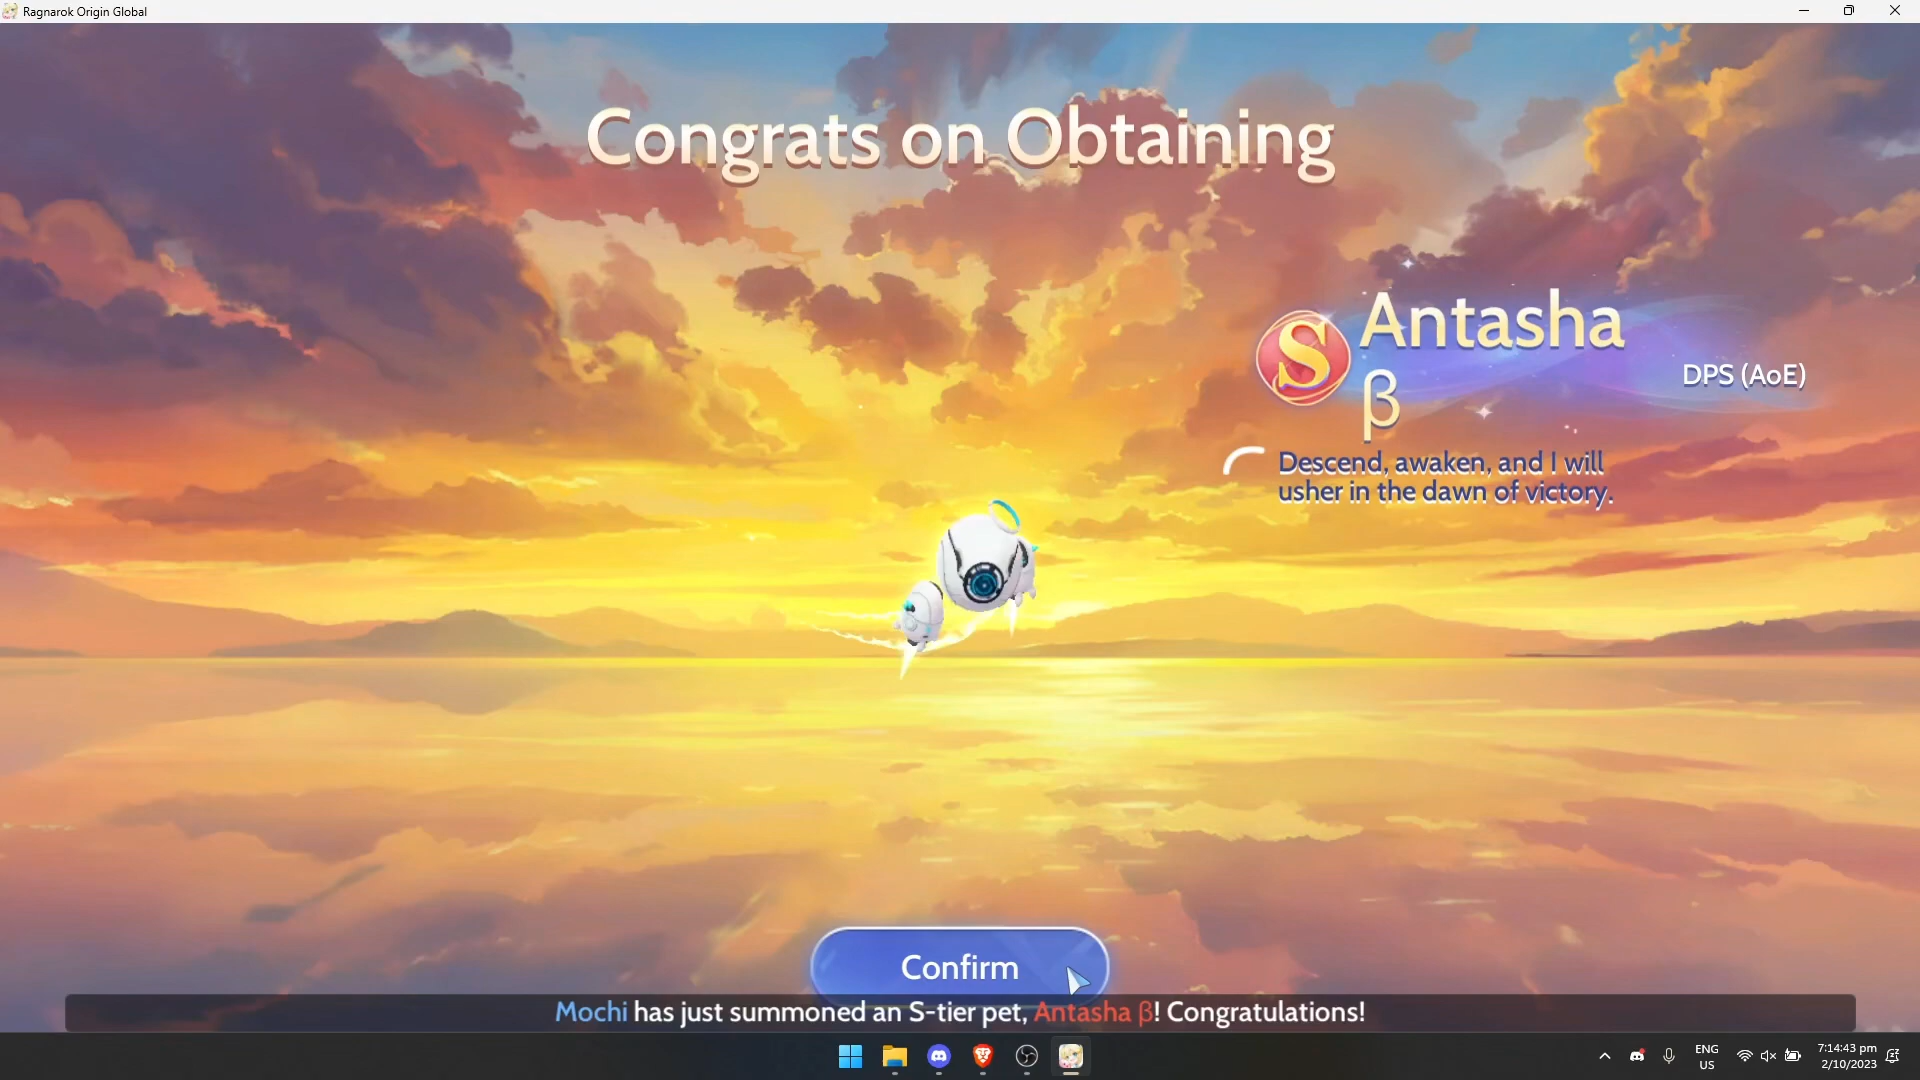 Ragnarok Origin Global
Congrats on Obtaining
S
Antasha
β
DPS (AoE)
Descend, awaken, and I will
usher in the dawn of victory.
Confirm
Mochi has just summoned an S-tier pet, Antasha β! Congratulations!
ENG
US
7:14:43 pm
2/10/2023